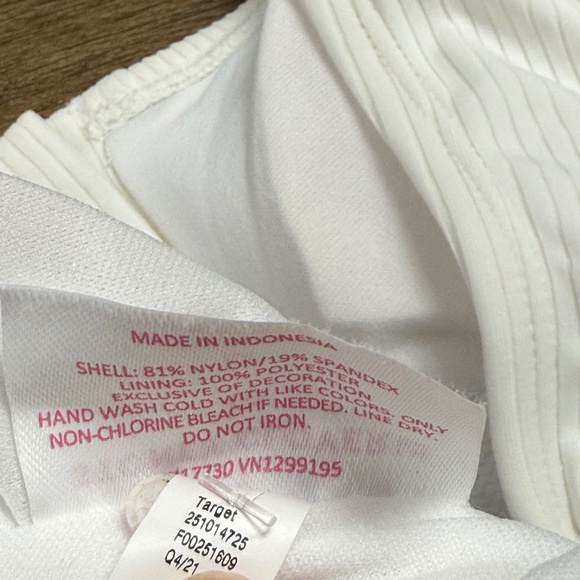 MADE IN INDONESIA
SHELL: 81% NYLON/19% SPANDEX
LINING: 100% POLYESTER
EXCLUSIVE OF DECORATION
HAND WASH COLD WITH LIKE COLORS. ONLY
NON-CHLORINE BLEACH IF NEEDED. LINE DRY.
DO NOT IRON.
VN1299195
Target
251014725
F00251609
Q4/21